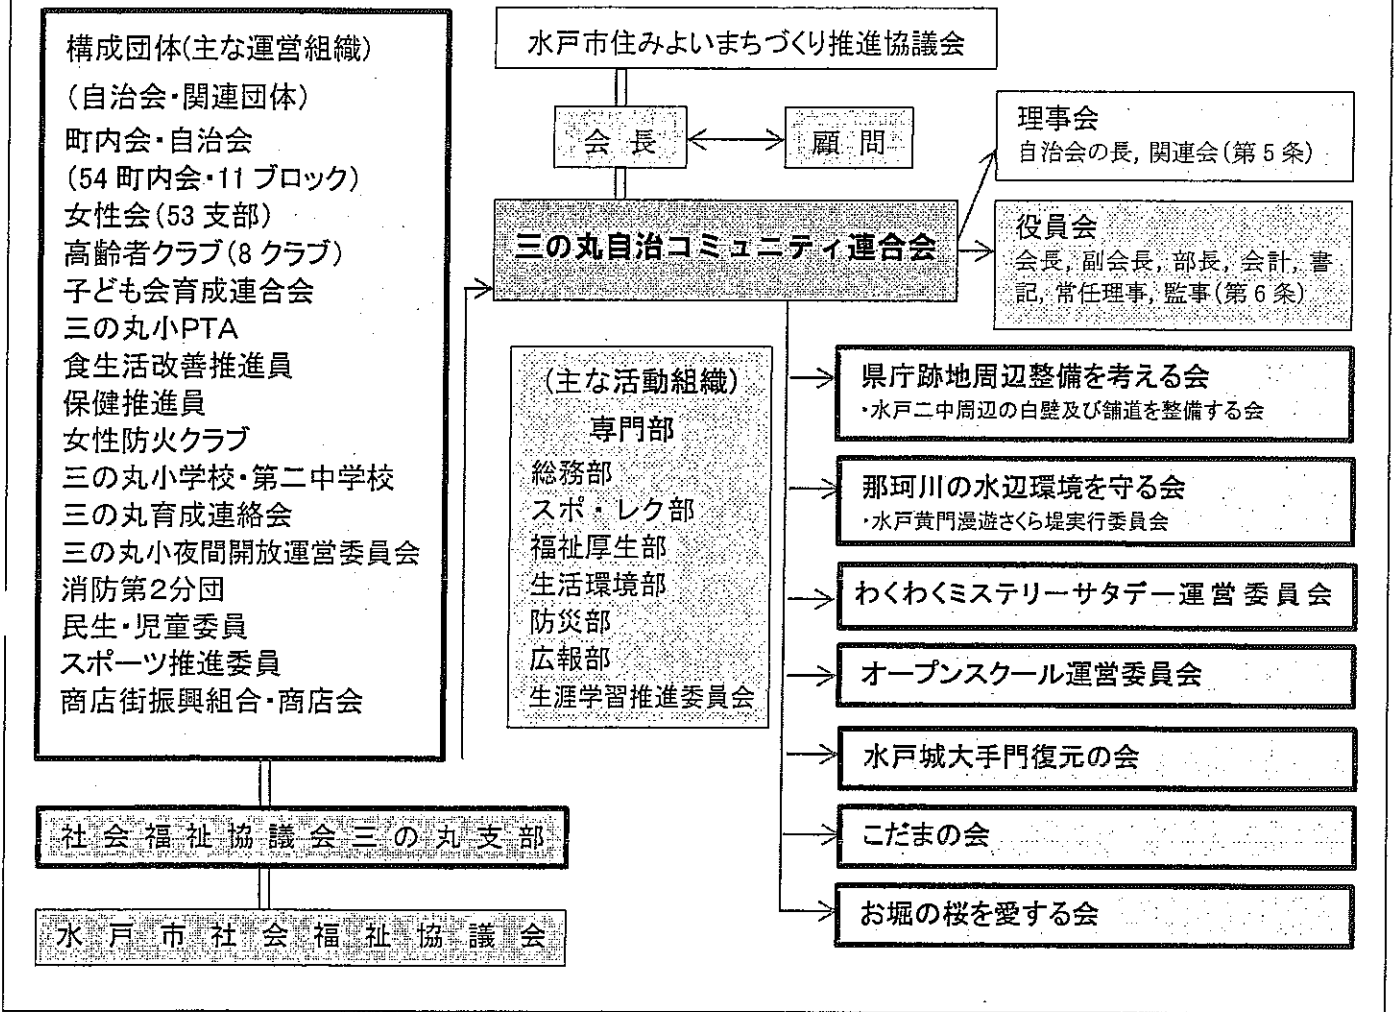 構成団体(主な運営組織)
(自治会・関連団体)
町内会・自治会
(54 町内会・11 ブロック)
女性会(53 支部)
高齢者クラブ(8 クラブ)
子ども会育成連合会
三の丸小PTA
食生活改善推進員
保健推進員
女性防火クラブ
三の丸小学校・第二中学校
三の丸育成連絡会
三の丸小夜間開放運営委員会
消防第2分団
民生・児童委員
スポーツ推進委員
商店街振興組合・商店会
社会福祉協議会三の丸支部
水戸市社会福祉協議会
水戸市住みよいまちづくり推進協議会
会長
顧問
三の丸自治コミュニティ連合会
理事会
自治会の長, 関連会(第5条)
役員会
会長, 副会長, 部長, 会計, 書
記, 常任理事, 監事(第6条)
(主な活動組織)
専門部
総務部
スポ・レク部
福祉厚生部
生活環境部
防災部
広報部
生涯学習推進委員会
県庁跡地周辺整備を考える会
・水戸二中周辺の白壁及び舗道を整備する会
那珂川の水辺環境を守る会
・水戸黄門漫遊さくら堤実行委員会
わくわくミステリーサタデー運営委員会
オープンスクール運営委員会
水戸城大手門復元の会
こだまの会
お堀の桜を愛する会